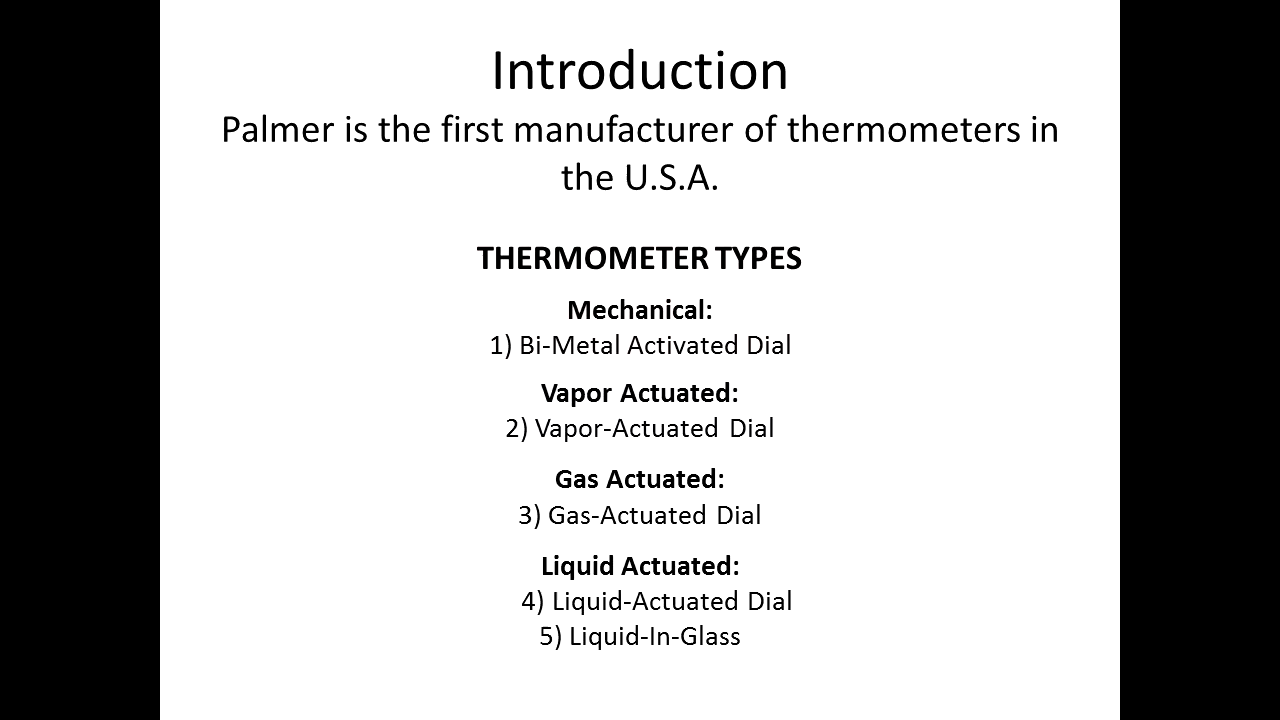 Introduction
Palmer is the first manufacturer of thermometers in
the U.S.A.
THERMOMETER TYPES
Mechanical:
1) Bi-Metal Activated Dial
Vapor Actuated:
2) Vapor-Actuated Dial
Gas Actuated:
3) Gas-Actuated Dial
Liquid Actuated:
4) Liquid-Actuated Dial
5) Liquid-In-Glass